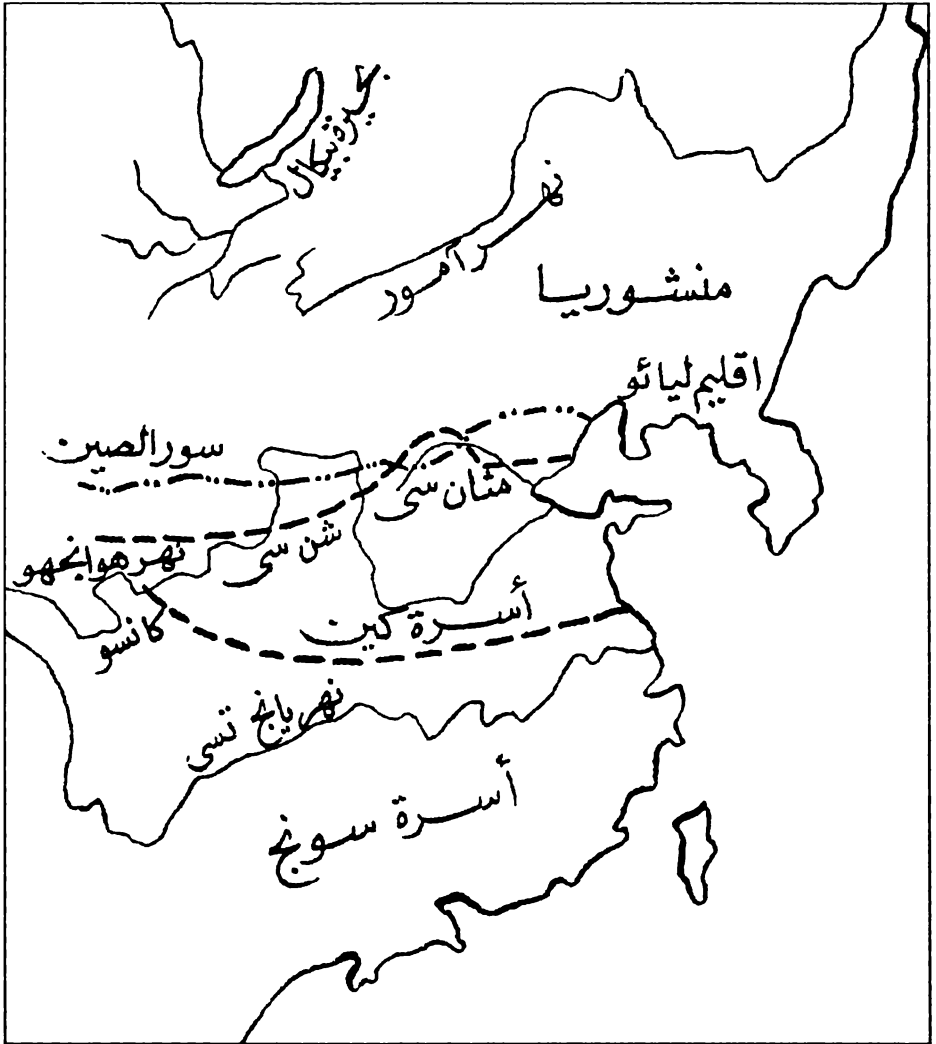 بحيرة بيكال
نهر آمور
منشوريا
اقليم ليائو
سور الصين
شان سى
شن سى
نهر هوانجهو
كانسو
أسرة كين
نهر يانج تسى
أسرة سونج